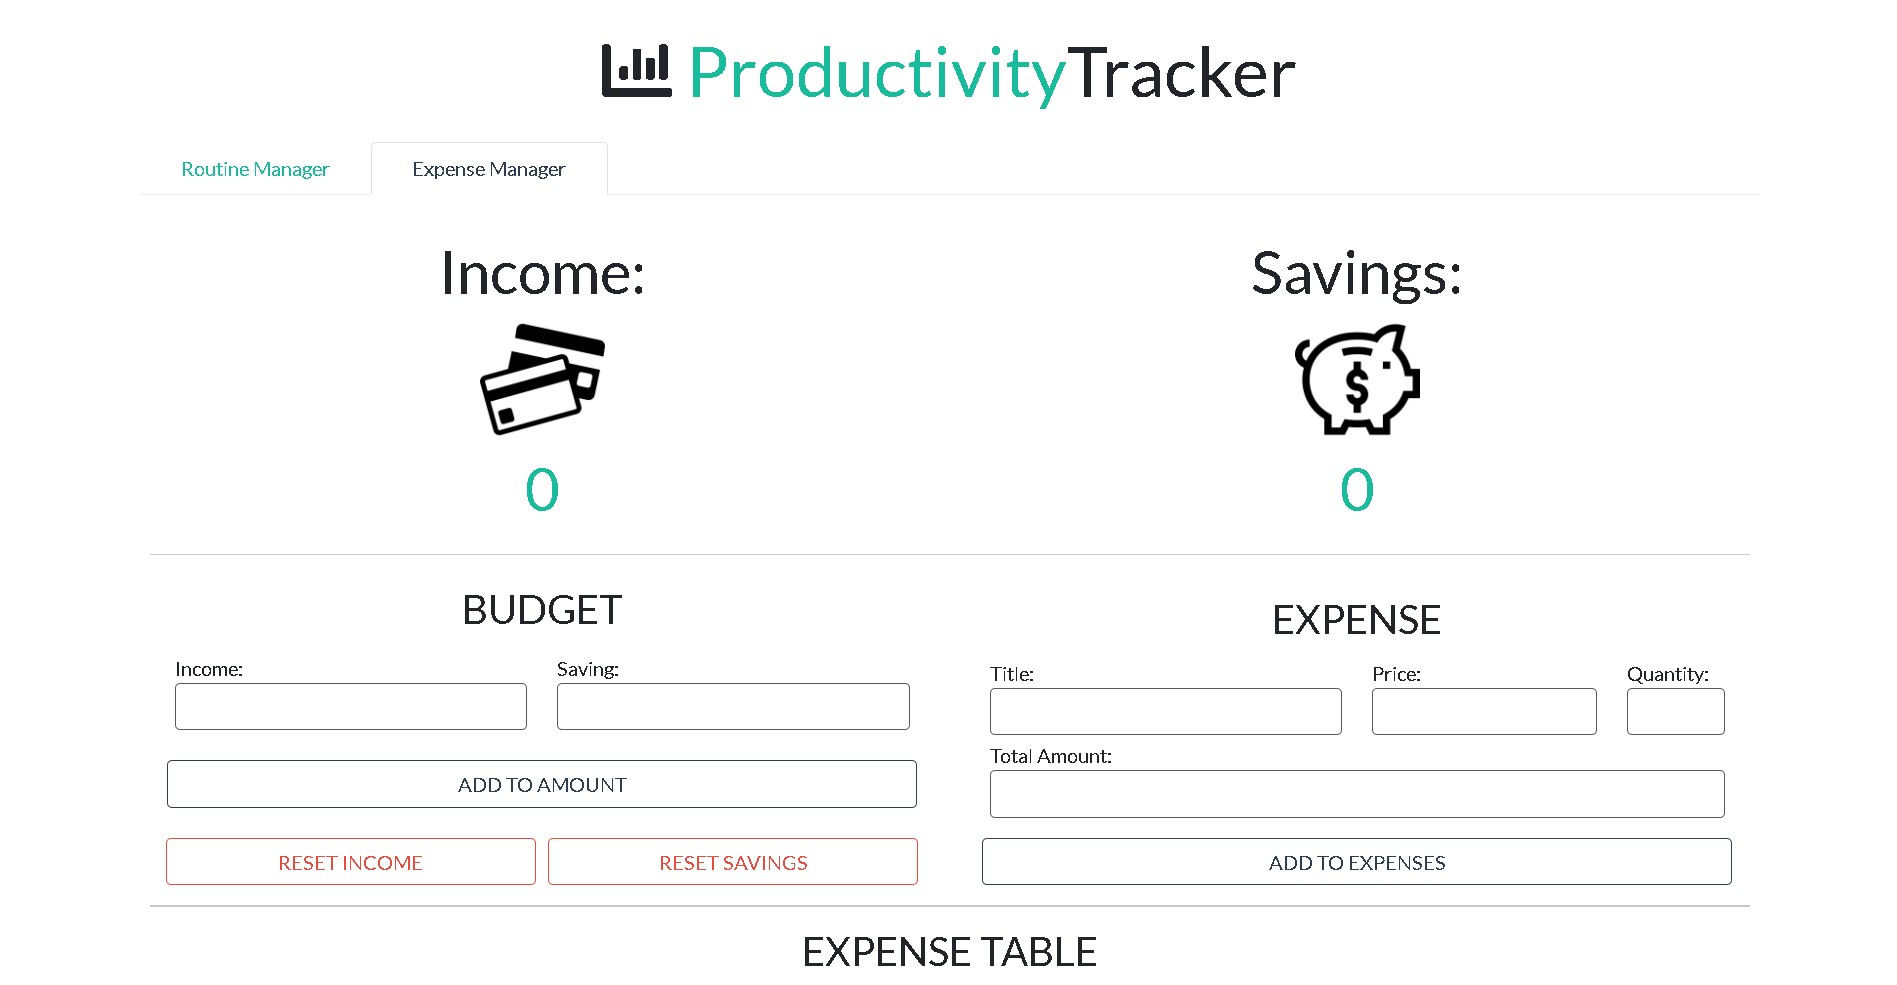 ProductivityTracker
Routine Manager
Expense Manager
Income:
Savings:
$
0
0
BUDGET
Income:
Saving:
ADD TO AMOUNT
RESET INCOME
RESET SAVINGS
EXPENSE
Title:
Price:
Quantity:
Total Amount:
ADD TO EXPENSES
EXPENSE TABLE